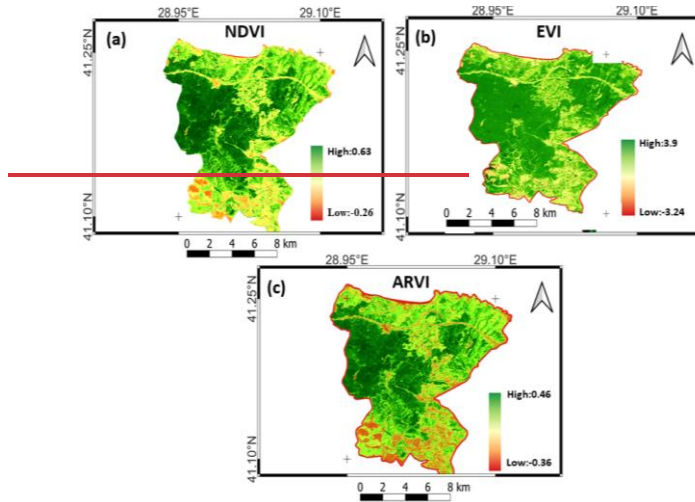 28.95°E 29.10°E
(a) NDVI
41.25°N
High:0.63
Low:-0.26
41.10°N
0 2 4 6 8 km
28.95°E 29.10°E
(b) EVI
41.25°N
High:3.9
Low:-3.24
41.10°N
0 2 4 6 8 km
28.95°E 29.10°E
(c) ARVI
41.25°N
High:0.46
Low:-0.36
41.10°N
0 2 4 6 8 km